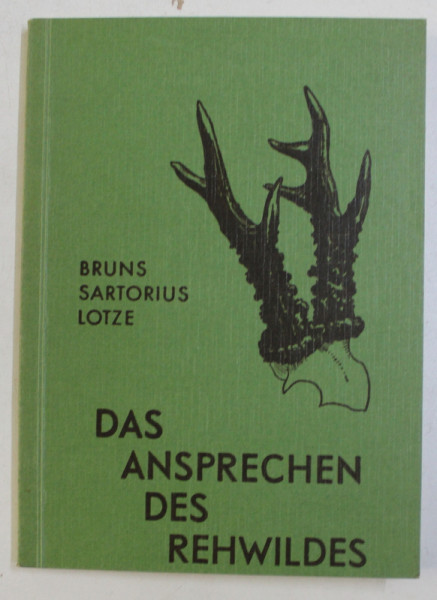 BRUNS
SARTORIUS
LOTZE
DAS
ANSPRECHEN
DES
REHWILDES